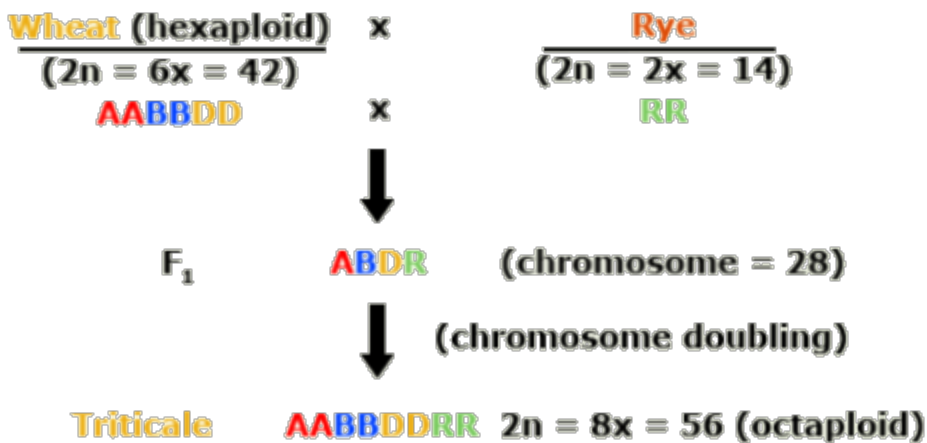 Wheat (hexaploid) x Rye
(2n = 6x = 42) (2n = 2x = 14)
AABBDD x RR
F₁ ABDR (chromosome = 28)
(chromosome doubling)
Triticale AABBDDRR 2n = 8x = 56 (octaploid)